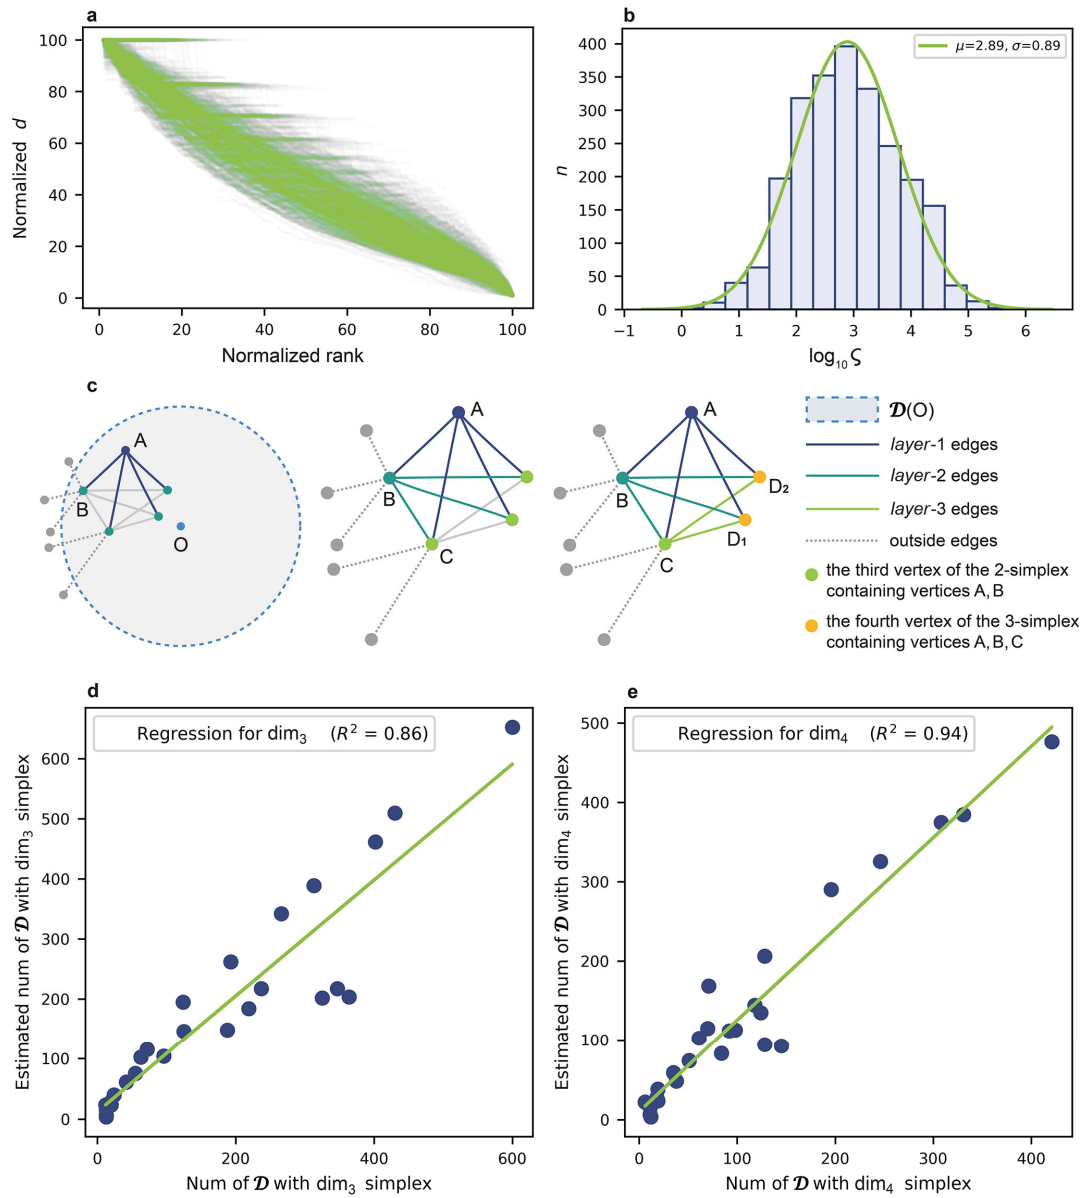 a
100
80
60
40
20
0
Normalized d
0 20 40 60 80 100
Normalized rank
b
μ=2.89, σ=0.89
400
350
300
250
200
150
100
50
0
n
−1 0 1 2 3 4 5 6
log₁₀ ς
c
A
B
O
A
B
C
A
B
C
D₁
D₂
𝓓(O)
layer-1 edges
layer-2 edges
layer-3 edges
outside edges
the third vertex of the 2-simplex
containing vertices A, B
the fourth vertex of the 3-simplex
containing vertices A, B, C
d
Regression for dim₃ (R² = 0.86)
600
500
400
300
200
100
0
Estimated num of 𝓓 with dim₃ simplex
0 200 400 600
Num of 𝓓 with dim₃ simplex
e
Regression for dim₄ (R² = 0.94)
500
400
300
200
100
0
Estimated num of 𝓓 with dim₄ simplex
0 100 200 300 400
Num of 𝓓 with dim₄ simplex